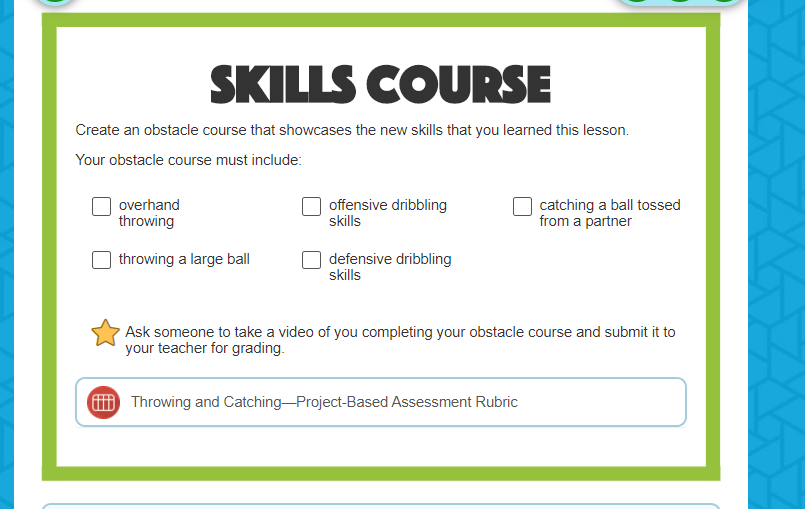 SKILLS COURSE
Create an obstacle course that showcases the new skills that you learned this lesson.
Your obstacle course must include:
overhand
throwing
offensive dribbling
skills
catching a ball tossed
from a partner
throwing a large ball
defensive dribbling
skills
Ask someone to take a video of you completing your obstacle course and submit it to
your teacher for grading.
Throwing and Catching—Project-Based Assessment Rubric